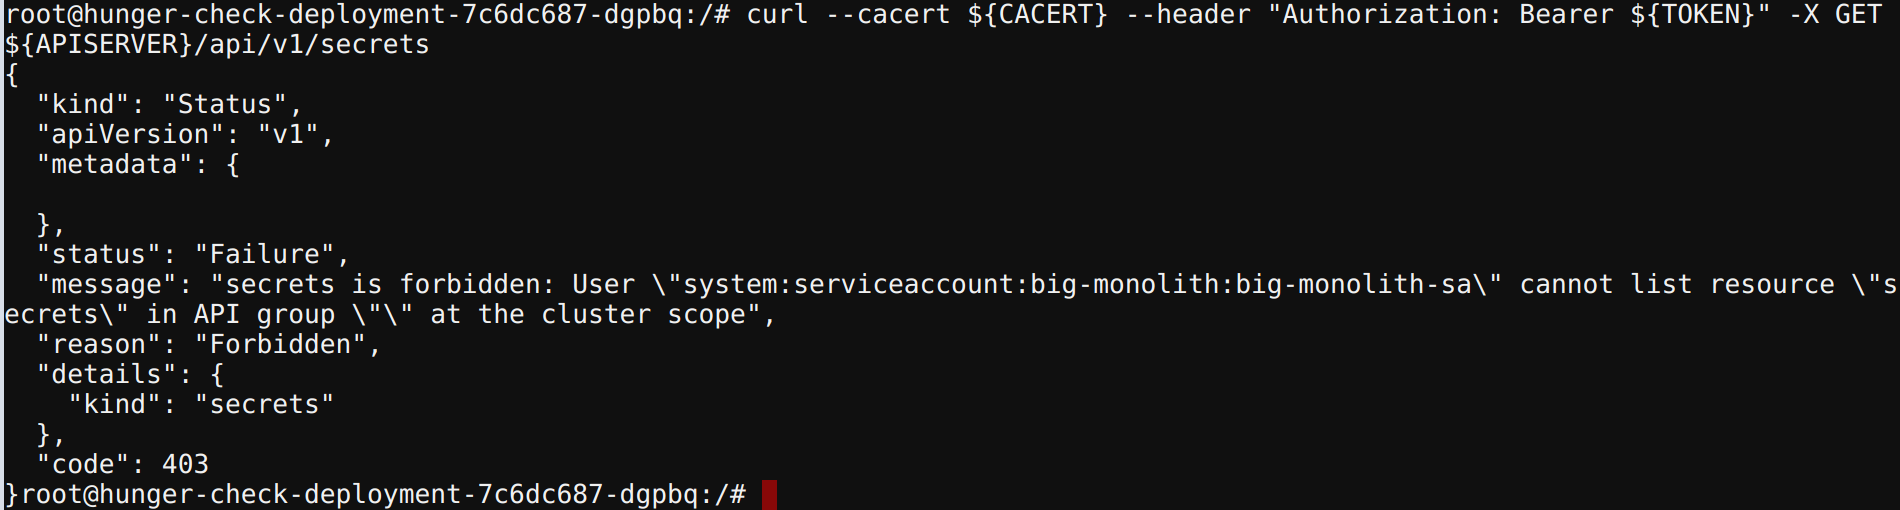 root@hunger-check-deployment-7c6dc687-dgpbq:/# curl --cacert ${CACERT} --header "Authorization: Bearer ${TOKEN}" -X GET
${APISERVER}/api/v1/secrets
{
  "kind": "Status",
  "apiVersion": "v1",
  "metadata": {

  },
  "status": "Failure",
  "message": "secrets is forbidden: User \"system:serviceaccount:big-monolith:big-monolith-sa\" cannot list resource \"s
ecrets\" in API group \"\" at the cluster scope",
  "reason": "Forbidden",
  "details": {
    "kind": "secrets"
  },
  "code": 403
}root@hunger-check-deployment-7c6dc687-dgpbq:/#